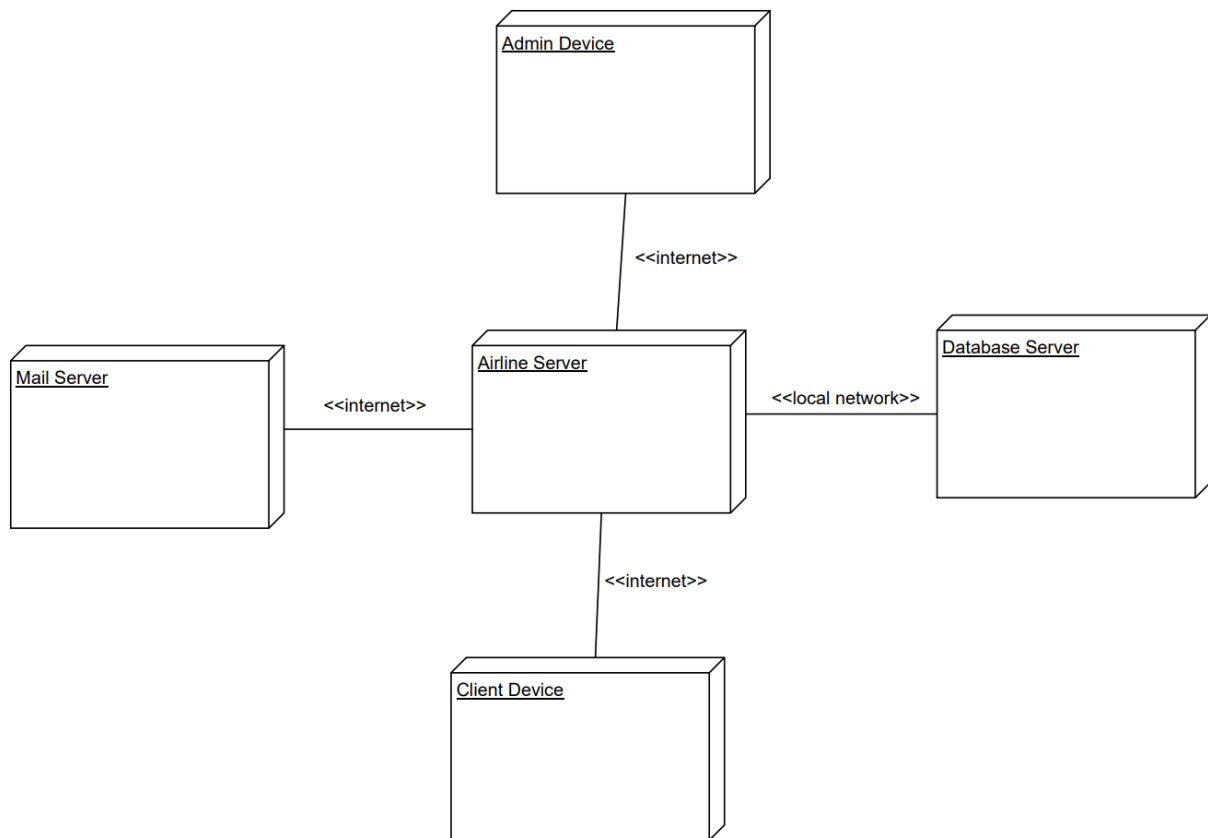 Admin Device
<<internet>>
Airline Server
Database Server
Mail Server
<<internet>>
<<local network>>
<<internet>>
Client Device